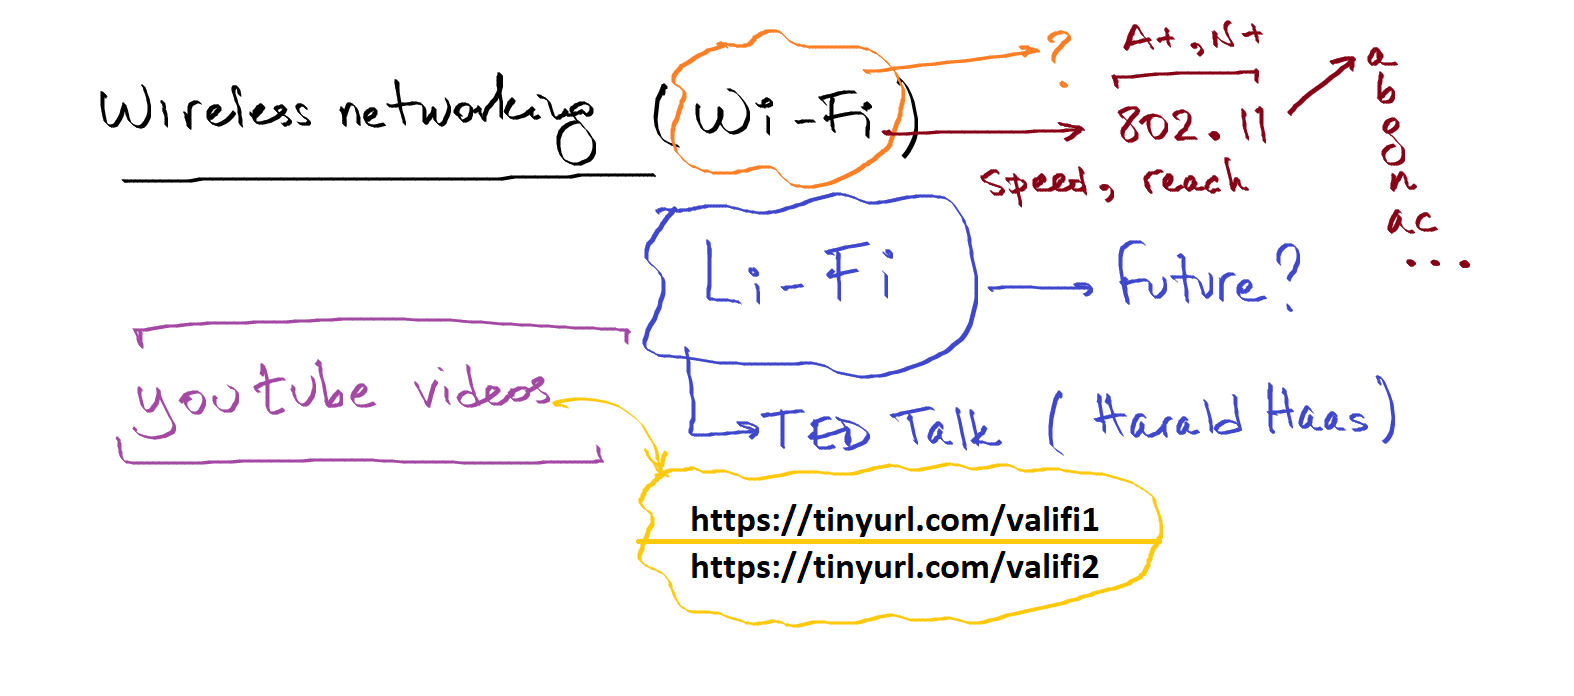 Wireless networking (Wi-Fi)
?
A+, N+
802.11
speed, reach
a
b
g
n
ac
...
Li-Fi
Future?
youtube videos
TED Talk (Harald Haas)
https://tinyurl.com/valifi1
https://tinyurl.com/valifi2